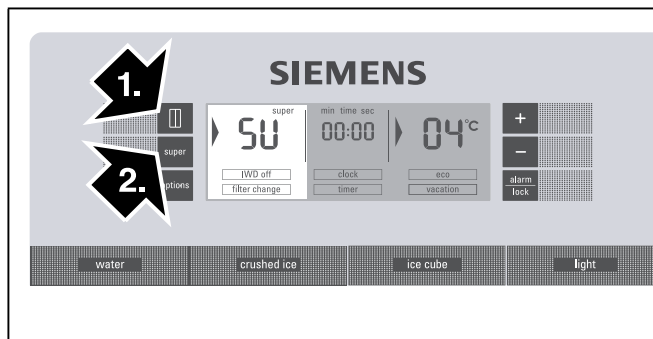 1.
SIEMENS
super
SU
min time sec
00:00
04°C
+
super
−
2.
options
IWD off
clock
eco
alarm
lock
filter change
timer
vacation
water
crushed ice
ice cube
light